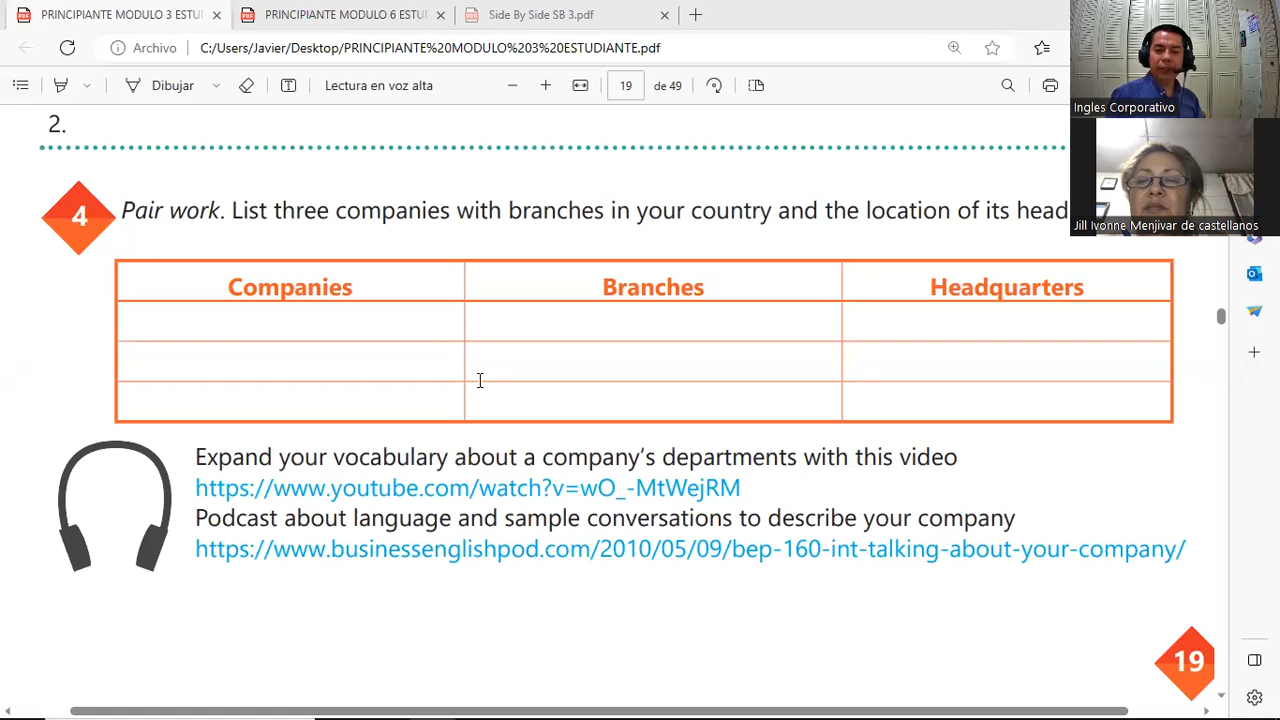 PRINCIPIANTE MODULO 3 ESTU
PRINCIPIANTE MODULO 6 ESTU
Side By Side SB 3.pdf
Archivo
C:/Users/Javier/Desktop/PRINCIPIANTE%20MODULO%203%20ESTUDIANTE.pdf
Dibujar
Lectura en voz alta
19
de 49
Ingles Corporativo
Jill Ivonne Menjivar de castellanos
2.
4
Pair work. List three companies with branches in your country and the location of its head
Companies Branches Headquarters
Expand your vocabulary about a company’s departments with this video
https://www.youtube.com/watch?v=wO_-MtWejRM
Podcast about language and sample conversations to describe your company
https://www.businessenglishpod.com/2010/05/09/bep-160-int-talking-about-your-company/
19